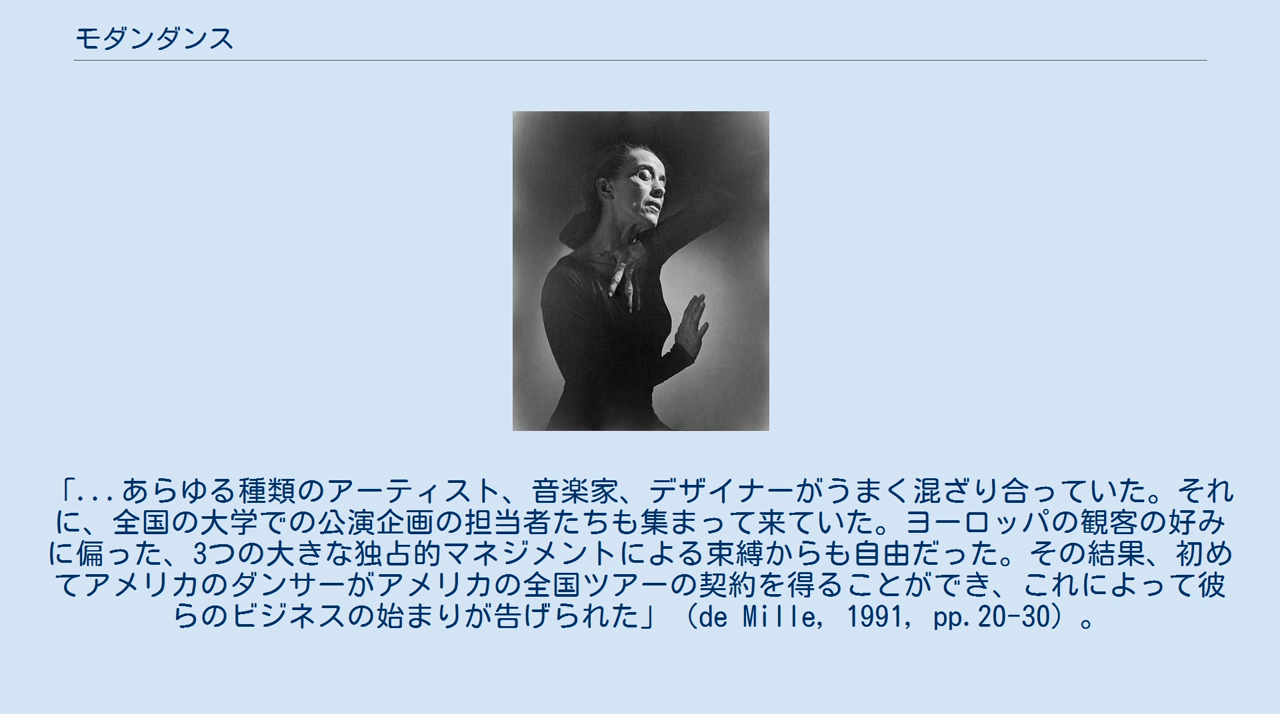 モダンダンス
「...あらゆる種類のアーティスト、音楽家、デザイナーがうまく混ざり合っていた。それ
に、全国の大学での公演企画の担当者たちも集まって来ていた。ヨーロッパの観客の好み
に偏った、3つの大きな独占的マネジメントによる束縛からも自由だった。その結果、初め
てアメリカのダンサーがアメリカの全国ツアーの契約を得ることができ、これによって彼
らのビジネスの始まりが告げられた」（de Mille, 1991, pp.20-30）。